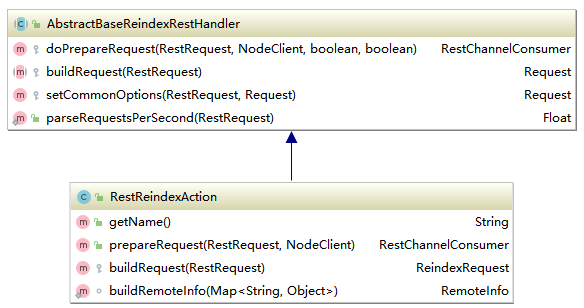 AbstractBaseReindexRestHandler
doPrepareRequest(RestRequest, NodeClient, boolean, boolean) RestChannelConsumer
buildRequest(RestRequest) Request
setCommonOptions(RestRequest, Request) Request
parseRequestsPerSecond(RestRequest) Float
RestReindexAction
getName() String
prepareRequest(RestRequest, NodeClient) RestChannelConsumer
buildRequest(RestRequest) ReindexRequest
buildRemoteInfo(Map<String, Object>) RemoteInfo